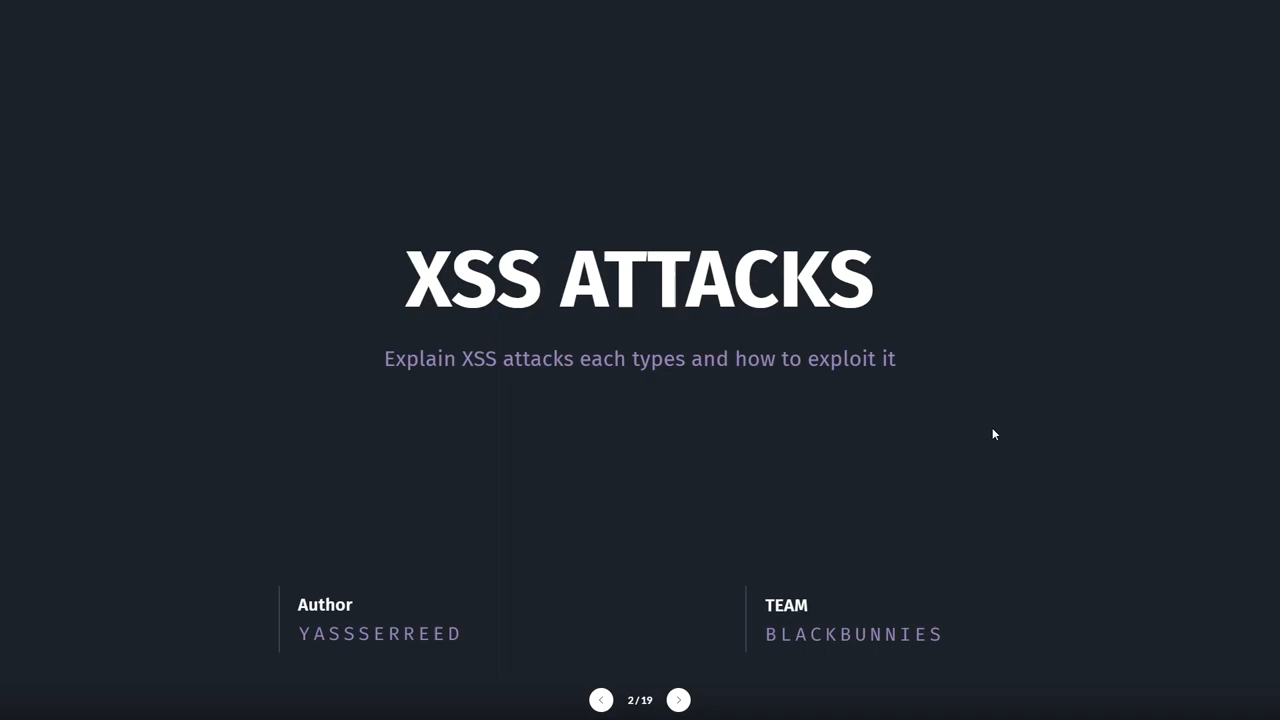 XSS ATTACKS
Explain XSS attacks each types and how to exploit it
Author
YASSSERREED
TEAM
BLACKBUNNIES
2 / 19